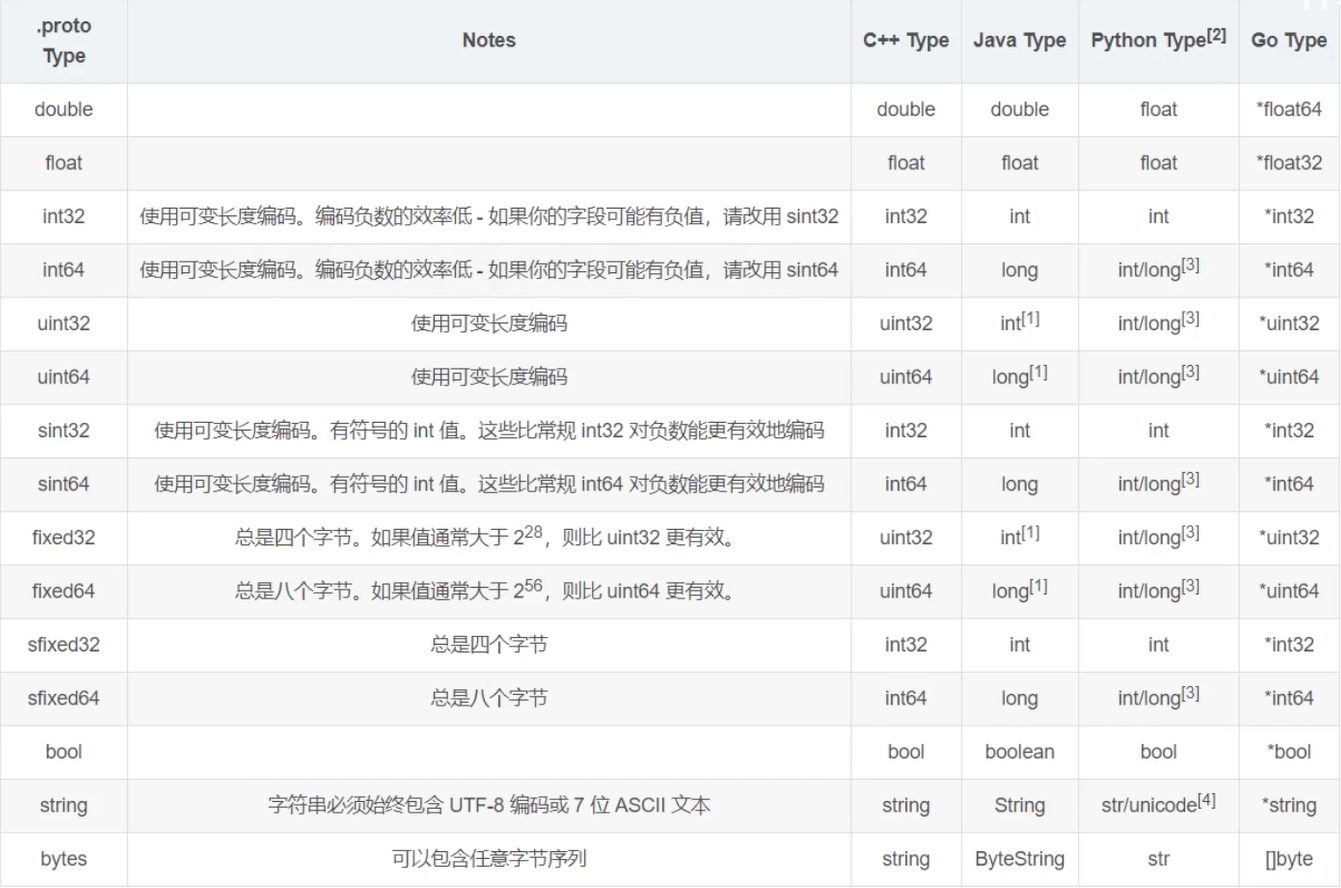 .proto Type Notes C++ Type Java Type Python Type[2] Go Type
double double double float *float64
float float float float *float32
int32 使用可变长度编码。编码负数的效率低 - 如果你的字段可能有负值，请改用 sint32 int32 int int *int32
int64 使用可变长度编码。编码负数的效率低 - 如果你的字段可能有负值，请改用 sint64 int64 long int/long[3] *int64
uint32 使用可变长度编码 uint32 int[1] int/long[3] *uint32
uint64 使用可变长度编码 uint64 long[1] int/long[3] *uint64
sint32 使用可变长度编码。有符号的 int 值。这些比常规 int32 对负数能更有效地编码 int32 int int *int32
sint64 使用可变长度编码。有符号的 int 值。这些比常规 int64 对负数能更有效地编码 int64 long int/long[3] *int64
fixed32 总是四个字节。如果值通常大于 2²⁸，则比 uint32 更有效。 uint32 int[1] int/long[3] *uint32
fixed64 总是八个字节。如果值通常大于 2⁵⁶，则比 uint64 更有效。 uint64 long[1] int/long[3] *uint64
sfixed32 总是四个字节 int32 int int *int32
sfixed64 总是八个字节 int64 long int/long[3] *int64
bool bool boolean bool *bool
string 字符串必须始终包含 UTF-8 编码或 7 位 ASCII 文本 string String str/unicode[4] *string
bytes 可以包含任意字节序列 string ByteString str []byte